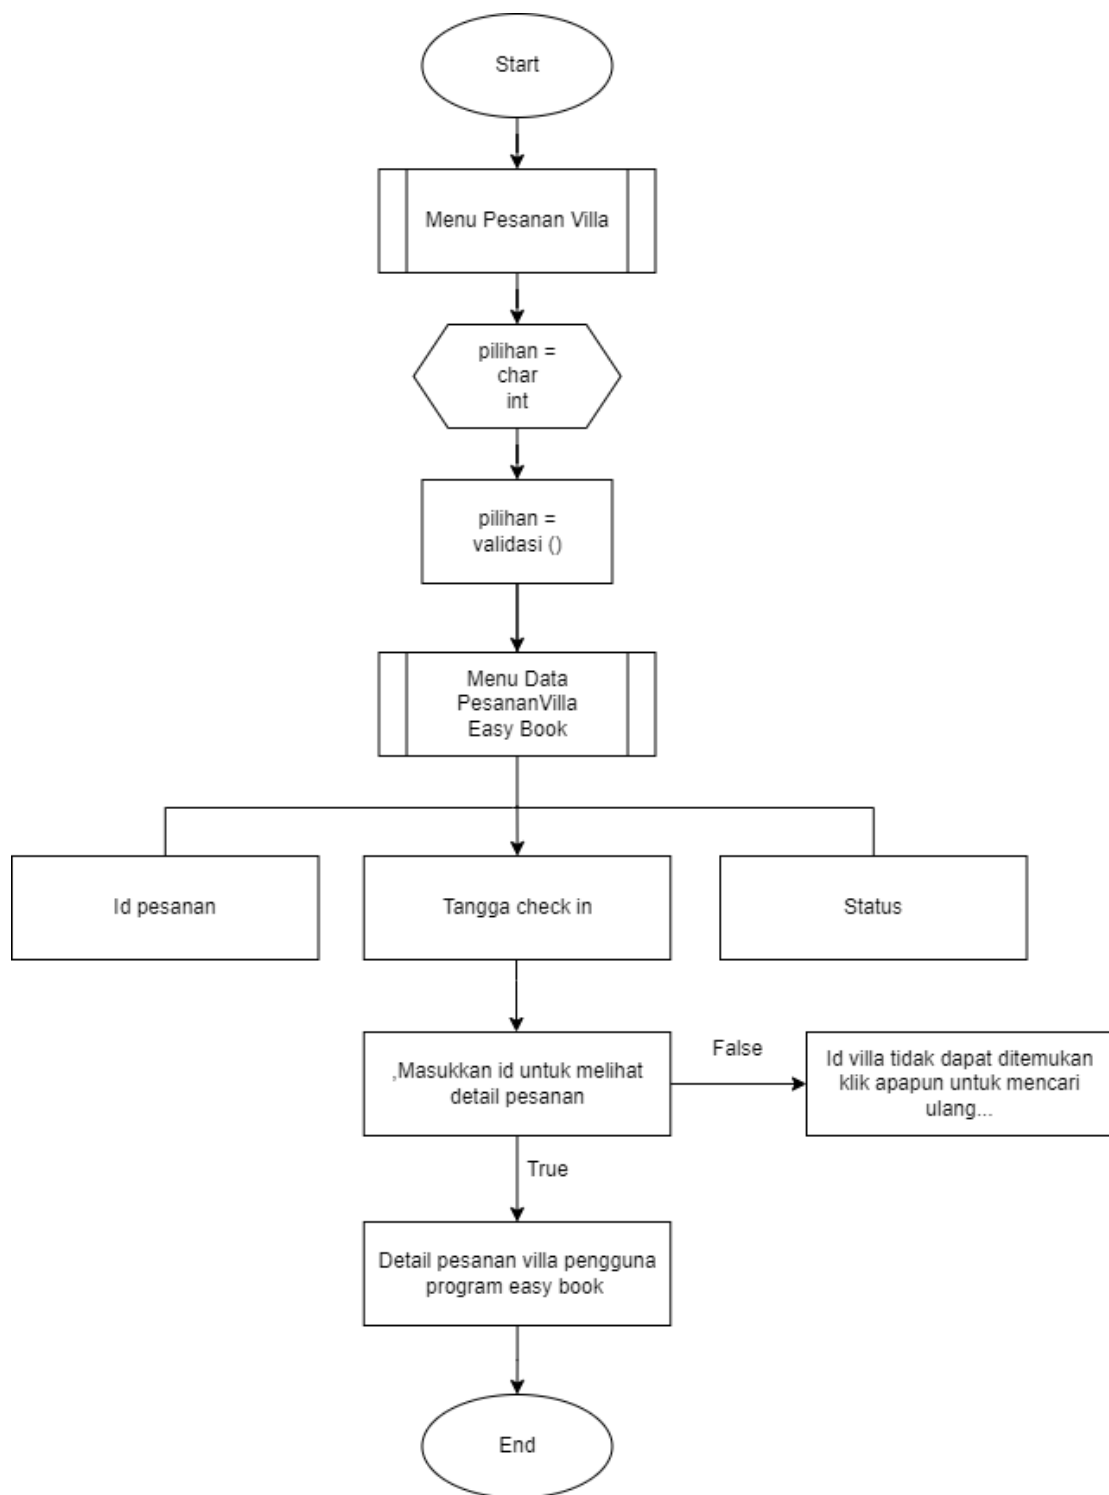 Start
Menu Pesanan Villa
pilihan =
char
int
pilihan =
validasi ()
Menu Data
PesananVilla
Easy Book
Id pesanan
Tangga check in
Status
,Masukkan id untuk melihat
detail pesanan
False
Id villa tidak dapat ditemukan
klik apapun untuk mencari
ulang...
True
Detail pesanan villa pengguna
program easy book
End